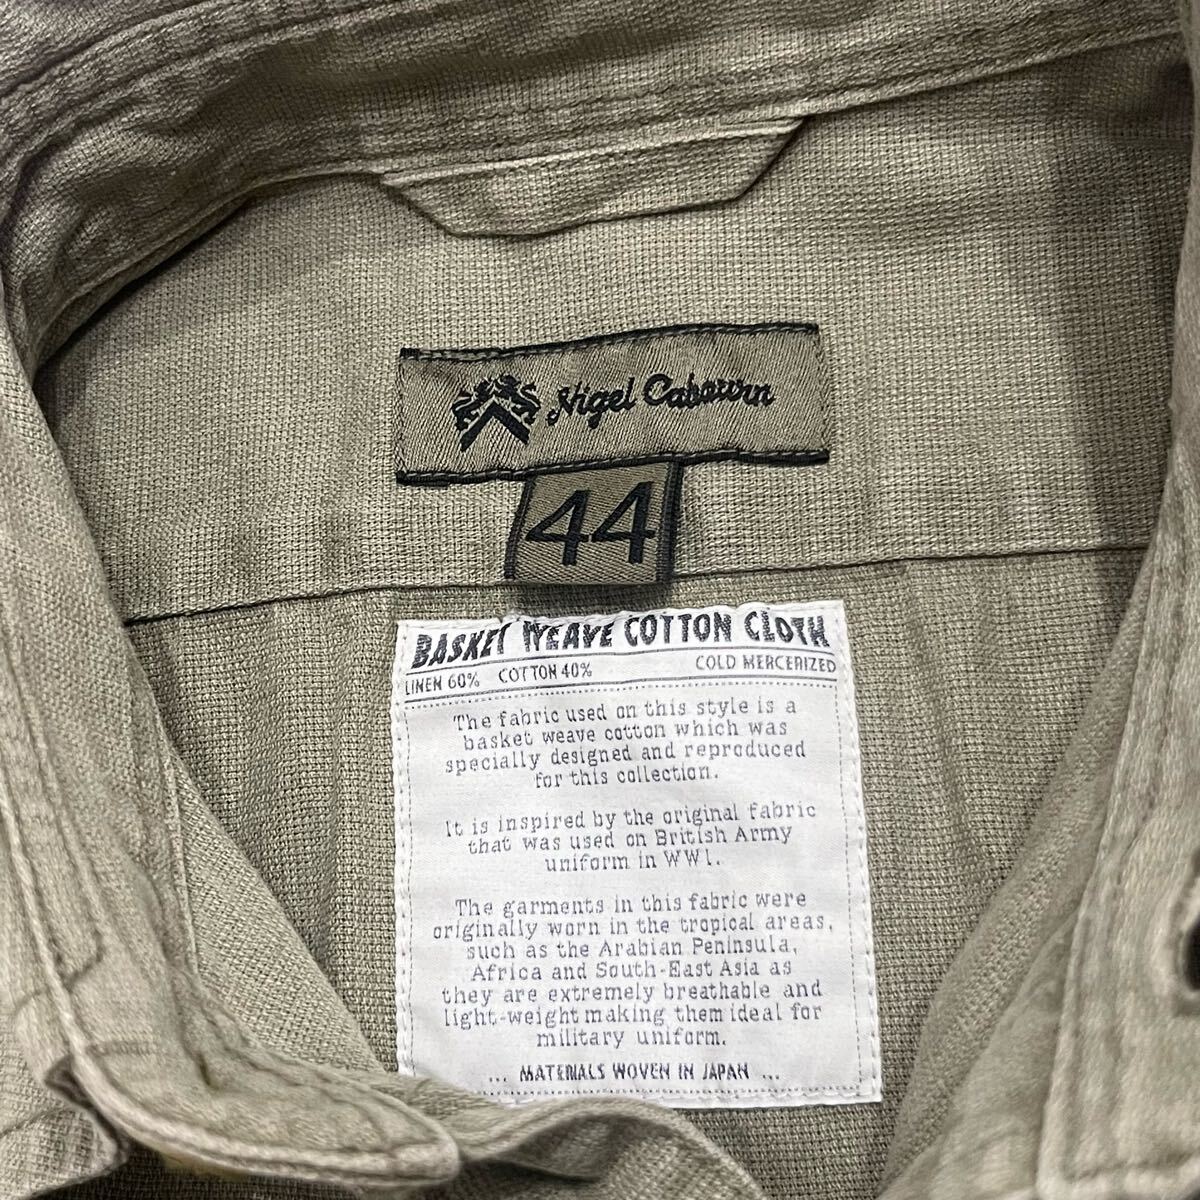 Nigel Cabourn
44
BASKET WEAVE COTTON CLOTH
LINEN 60% COTTON 40% COLD MERCERIZED
The fabric used on this style is a
basket weave cotton which was
specially designed and reproduced
for this collection.
It is inspired by the original fabric
that was used on British Army
uniform in WW1.
The garments in this fabric were
originally worn in the tropical areas,
such as the Arabian Peninsula,
Africa and South-East Asia as
they are extremely breathable and
light-weight making them ideal for
military uniform.
... MATERIALS WOVEN IN JAPAN ...